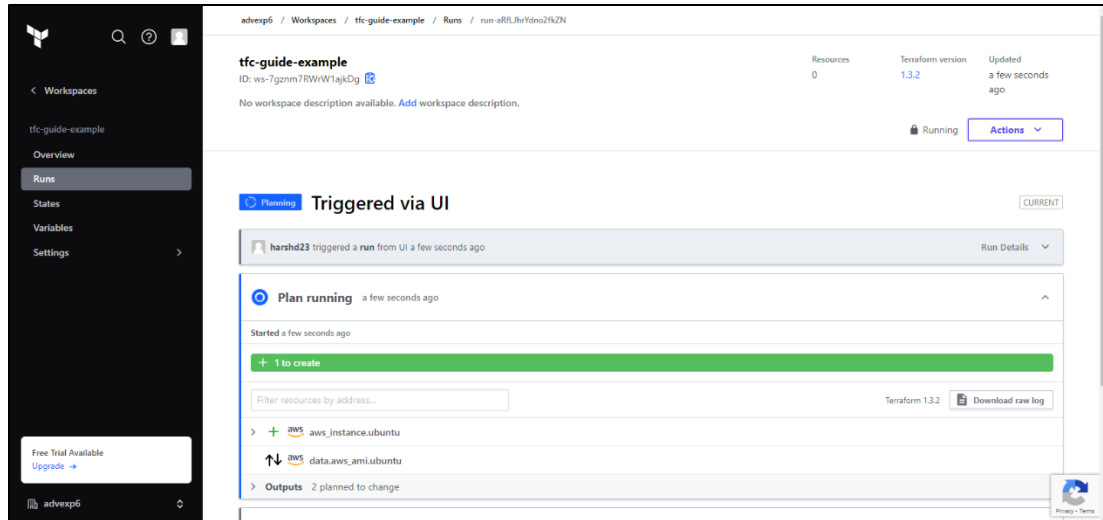 advexp6 / Workspaces / tfc-guide-example / Runs / run-aRfLJhrYdno2fkZN
< Workspaces
tfc-guide-example
Overview
Runs
States
Variables
Settings >
Free Trial Available
Upgrade →
advexp6
tfc-guide-example
ID: ws-7gznm7RWrW1ajkDg
No workspace description available. Add workspace description.
Resources
0
Terraform version
1.3.2
Updated
a few seconds
ago
Running
Actions
Planning Triggered via UI
CURRENT
harshd23 triggered a run from UI a few seconds ago
Run Details
Plan running a few seconds ago
Started a few seconds ago
+ 1 to create
Filter resources by address...
Terraform 1.3.2
Download raw log
> + aws aws_instance.ubuntu
↑↓ aws data.aws_ami.ubuntu
> Outputs 2 planned to change
Privacy - Terms